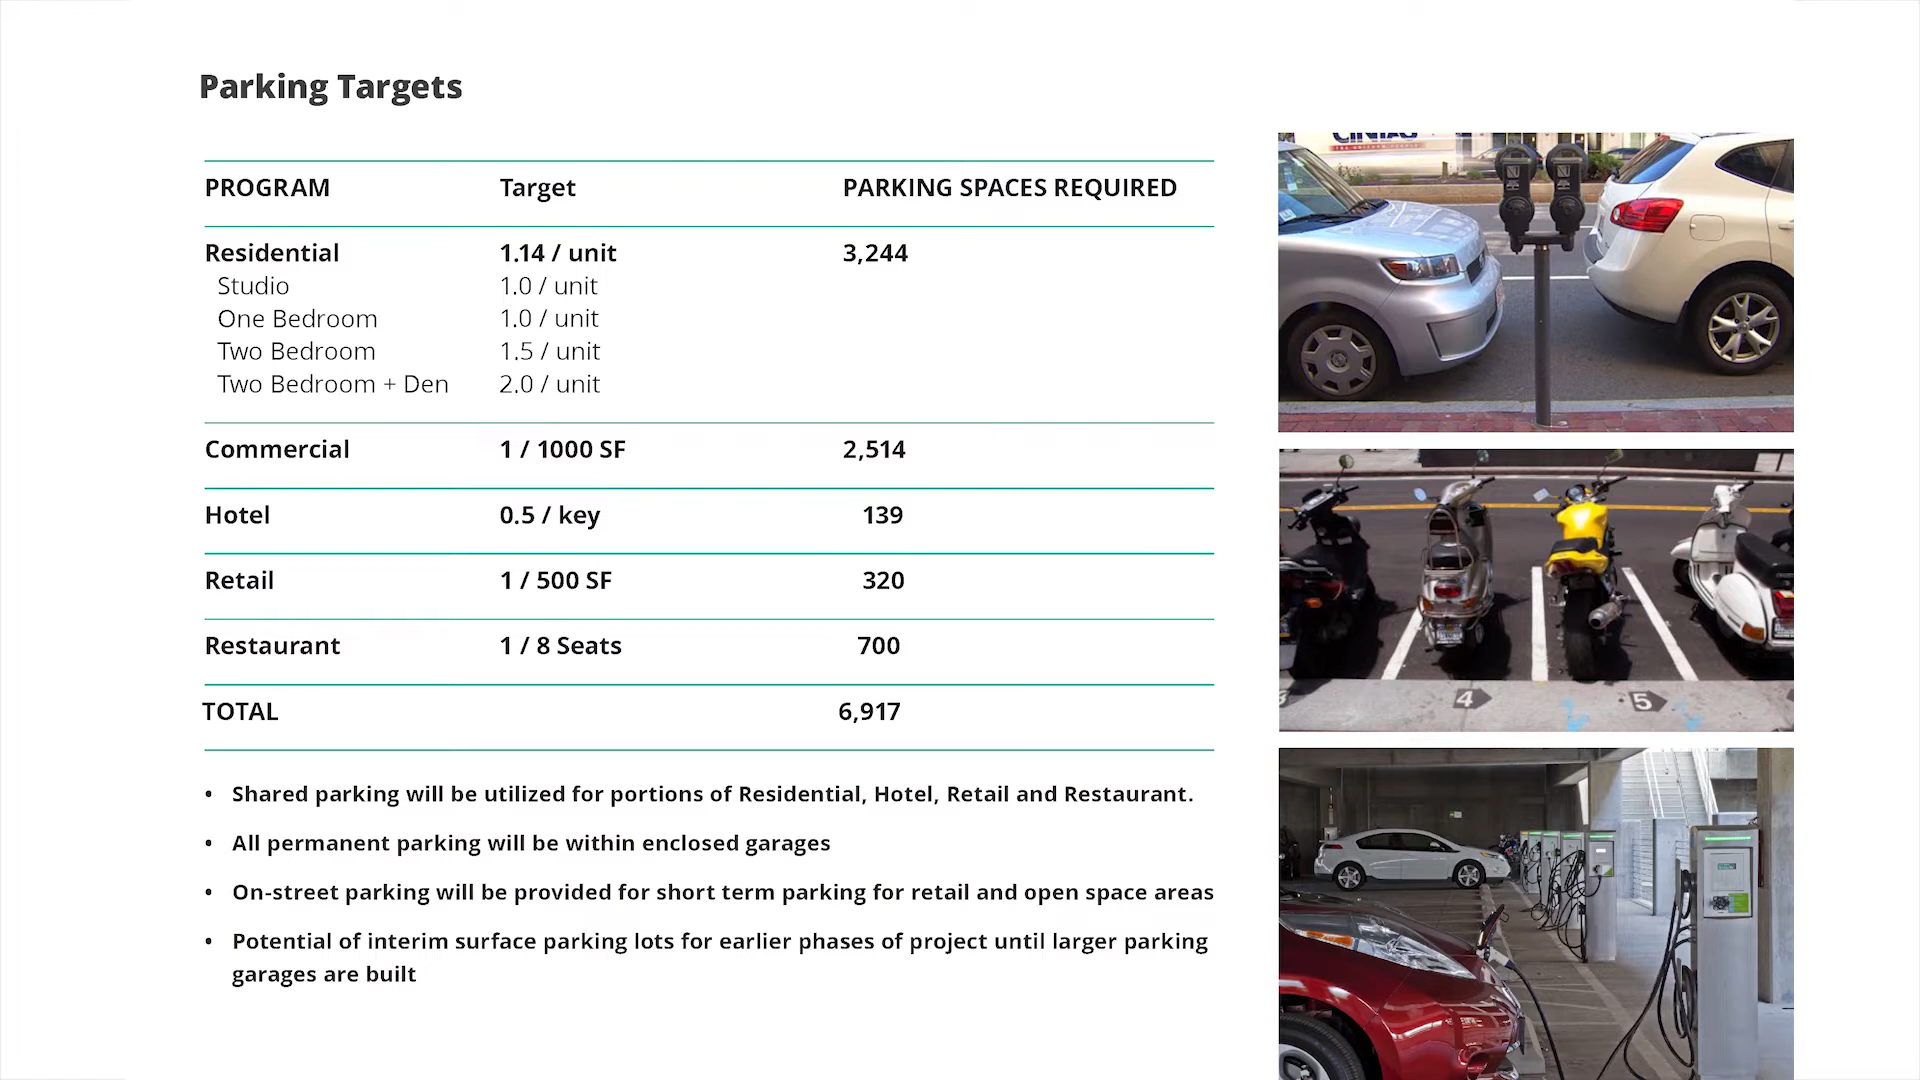 Parking Targets
PROGRAM Target PARKING SPACES REQUIRED
Residential 1.14 / unit 3,244
Studio 1.0 / unit
One Bedroom 1.0 / unit
Two Bedroom 1.5 / unit
Two Bedroom + Den 2.0 / unit
Commercial 1 / 1000 SF 2,514
Hotel 0.5 / key 139
Retail 1 / 500 SF 320
Restaurant 1 / 8 Seats 700
TOTAL 6,917
• Shared parking will be utilized for portions of Residential, Hotel, Retail and Restaurant.
• All permanent parking will be within enclosed garages
• On-street parking will be provided for short term parking for retail and open space areas
• Potential of interim surface parking lots for earlier phases of project until larger parking
garages are built
4 5